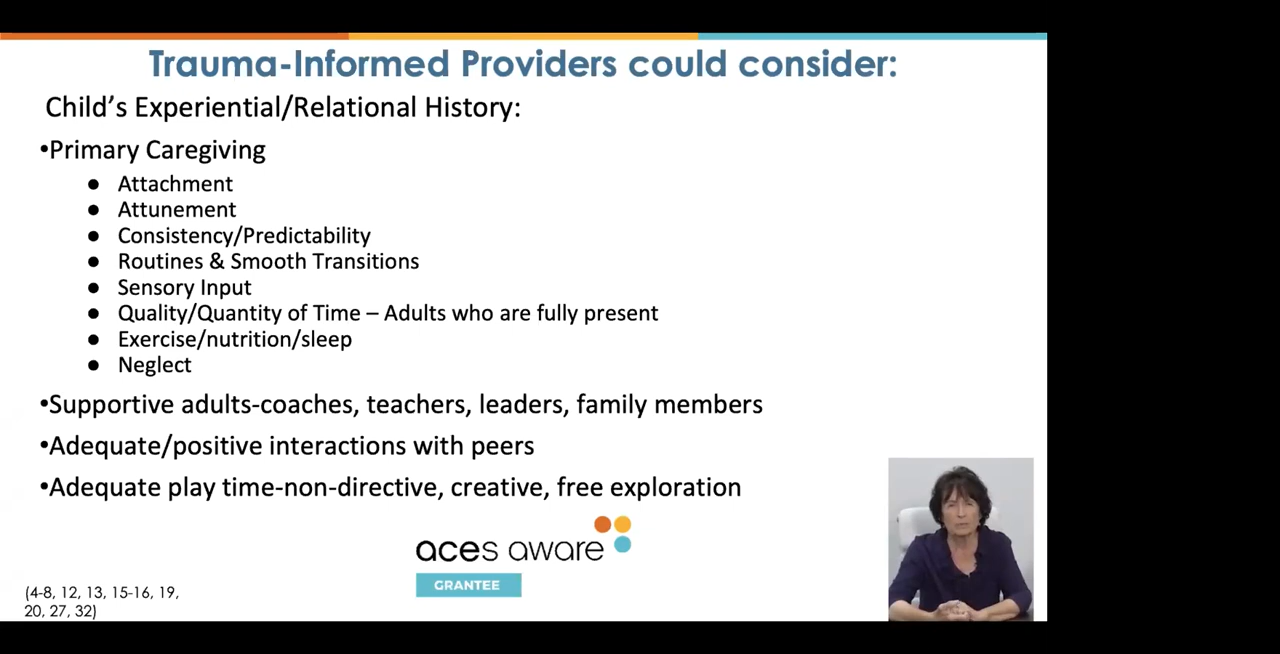 Trauma-Informed Providers could consider:
Child's Experiential/Relational History:
•Primary Caregiving
● Attachment
● Attunement
● Consistency/Predictability
● Routines & Smooth Transitions
● Sensory Input
● Quality/Quantity of Time – Adults who are fully present
● Exercise/nutrition/sleep
● Neglect
•Supportive adults-coaches, teachers, leaders, family members
•Adequate/positive interactions with peers
•Adequate play time-non-directive, creative, free exploration
aces aware
GRANTEE
(4-8, 12, 13, 15-16, 19,
20, 27, 32)